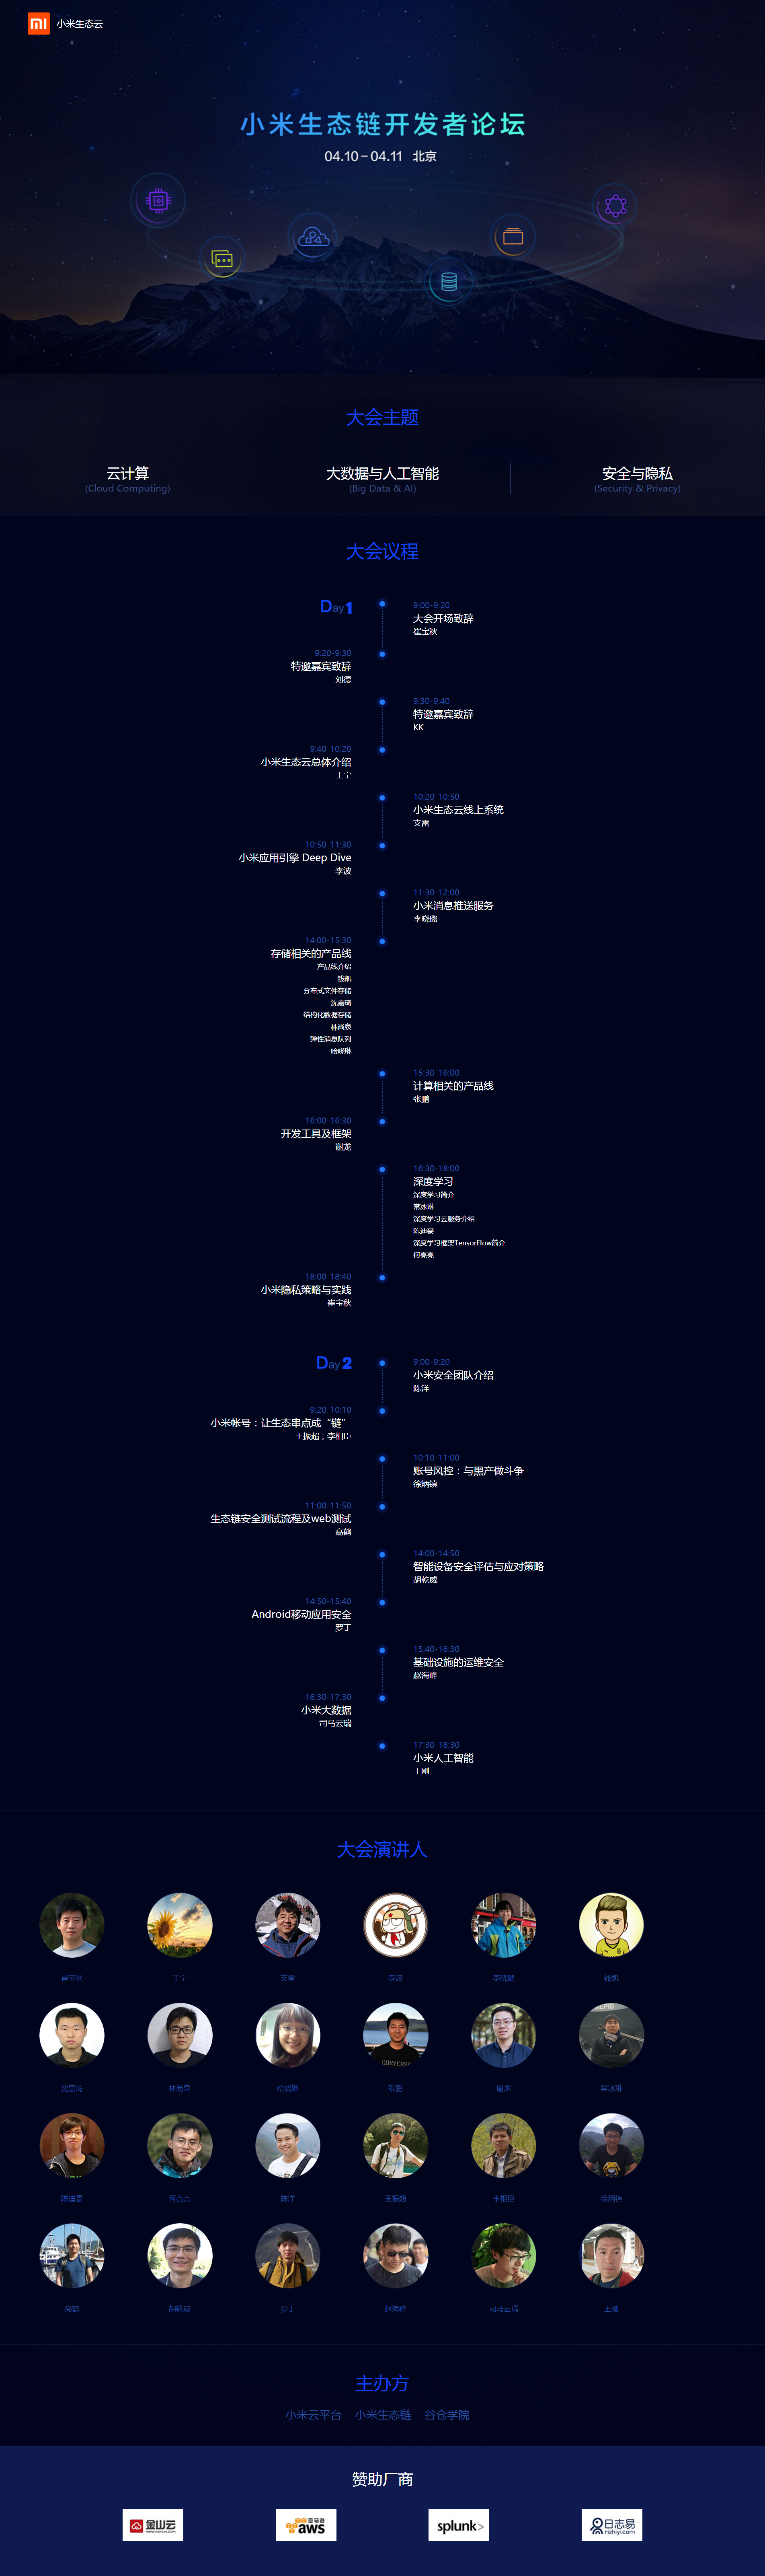 小米生态云
小米生态链开发者论坛
04.10-04.11 北京
大会主题
云计算
(Cloud Computing)
大数据与人工智能
(Big Data & AI)
安全与隐私
(Security & Privacy)
大会议程
Day 1
9:00-9:20
大会开场致辞
崔宝秋
9:20-9:30
特邀嘉宾致辞
刘德
9:30-9:40
特邀嘉宾致辞
KK
9:40-10:20
小米生态云总体介绍
王宁
10:20-10:50
小米生态云线上系统
支雷
10:50-11:30
小米应用引擎 Deep Dive
李波
11:30-12:00
小米消息推送服务
李晓璐
14:00-15:30
存储相关的产品线
产品线介绍
钱凯
分布式文件存储
沈嘉琦
结构化数据存储
林尚泉
弹性消息队列
哈晓琳
15:30-16:00
计算相关的产品线
张鹏
16:00-16:30
开发工具及框架
谢龙
16:30-18:00
深度学习
深度学习简介
常冰琳
深度学习云服务介绍
陈迪豪
深度学习框架TensorFlow简介
何亮亮
18:00-18:40
小米隐私策略与实践
崔宝秋
Day 2
9:00-9:20
小米安全团队介绍
陈洋
9:20-10:10
小米帐号：让生态串点成“链”
王振超，李相臣
10:10-11:00
账号风控：与黑产做斗争
徐炳镇
11:00-11:50
生态链安全测试流程及web测试
高鹤
14:00-14:50
智能设备安全评估与应对策略
胡乾威
14:50-15:40
Android移动应用安全
罗丁
15:40-16:30
基础设施的运维安全
赵海峰
16:30-17:30
小米大数据
司马云瑞
17:30-18:30
小米人工智能
王刚
大会演讲人
崔宝秋
王宁
支雷
李波
李晓璐
钱凯
沈嘉琦
林尚泉
哈晓琳
张鹏
谢龙
常冰琳
陈迪豪
何亮亮
陈洋
王振超
李相臣
徐炳镇
高鹤
胡乾威
罗丁
赵海峰
司马云瑞
王刚
主办方
小米云平台 小米生态链 谷仓学院
赞助厂商
金山云
亚马逊
aws
splunk>
日志易
rizhiyi.com